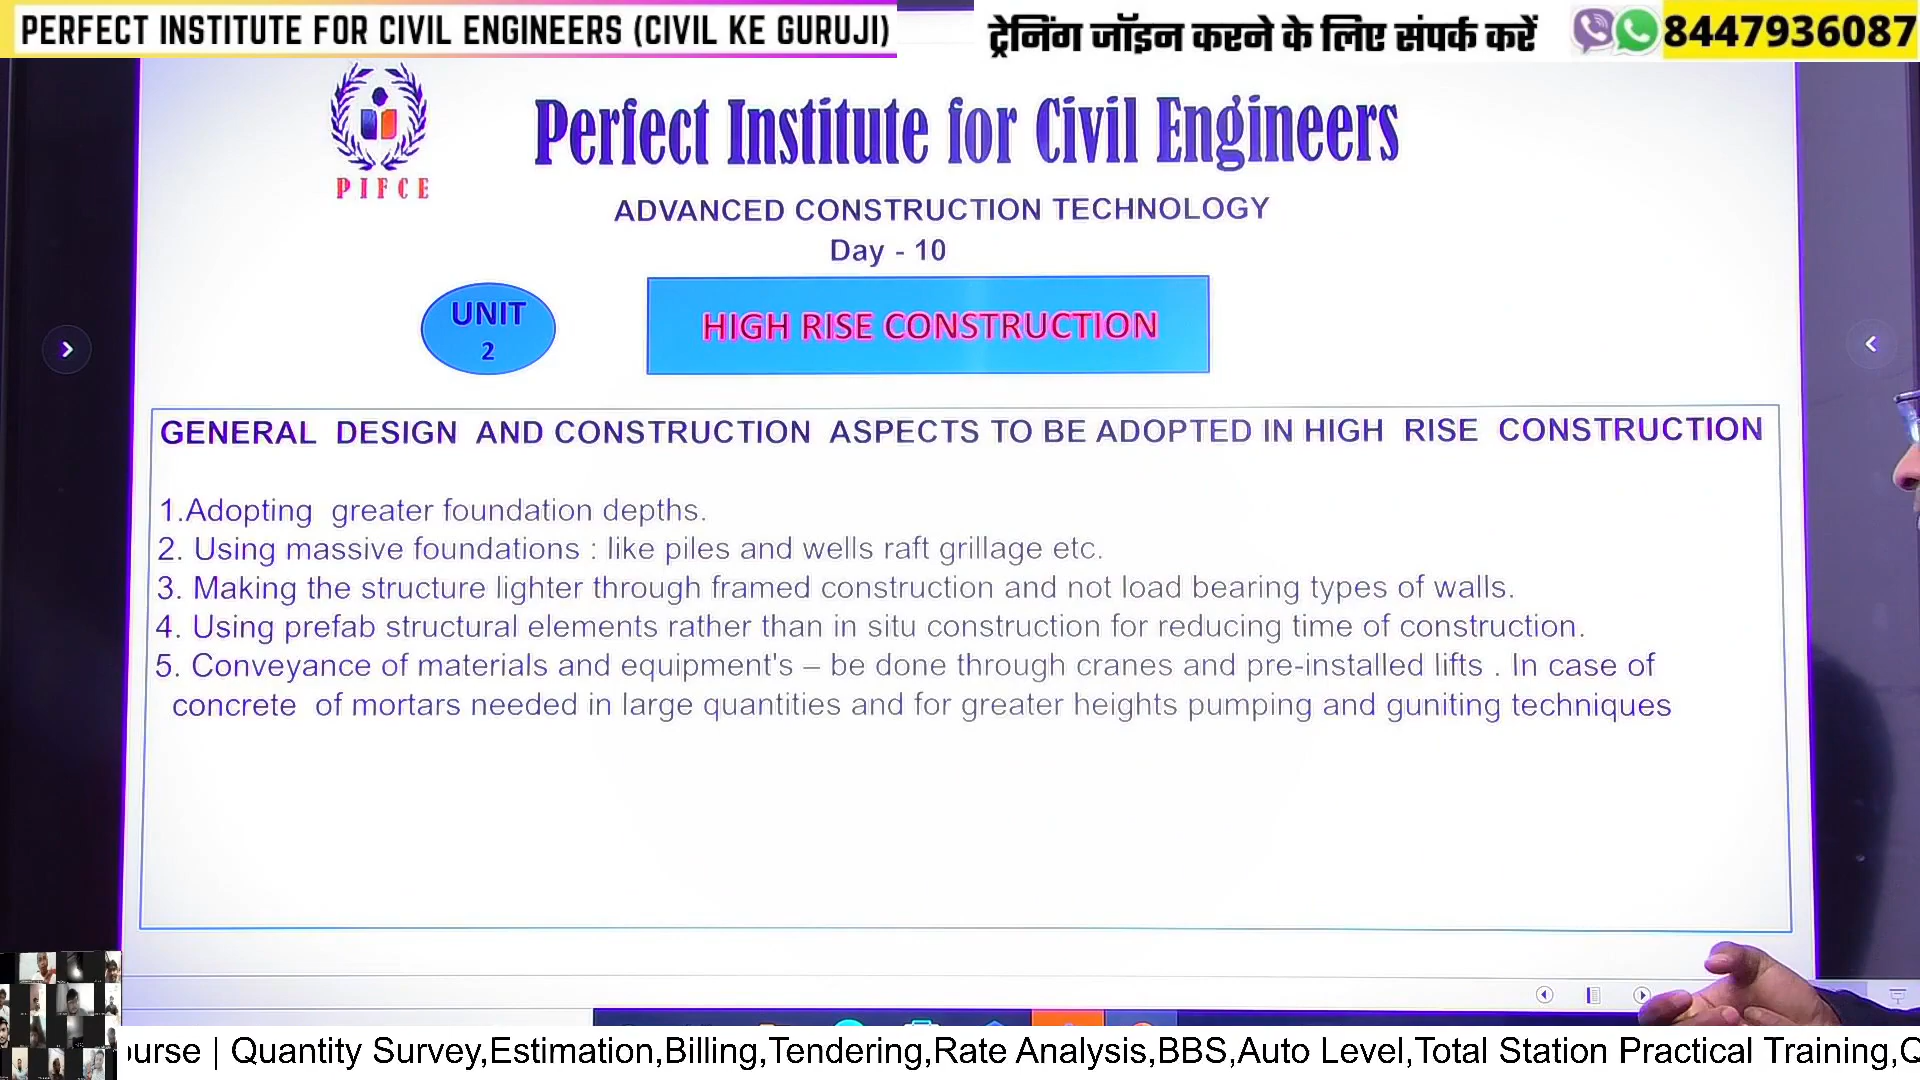 PERFECT INSTITUTE FOR CIVIL ENGINEERS (CIVIL KE GURUJI)
ट्रेनिंग जॉइन करने के लिए संपर्क करें
8447936087
PIFCE
Perfect Institute for Civil Engineers
ADVANCED CONSTRUCTION TECHNOLOGY
Day - 10
UNIT
2
HIGH RISE CONSTRUCTION
GENERAL DESIGN AND CONSTRUCTION ASPECTS TO BE ADOPTED IN HIGH RISE CONSTRUCTION
1.Adopting greater foundation depths.
2. Using massive foundations : like piles and wells raft grillage etc.
3. Making the structure lighter through framed construction and not load bearing types of walls.
4. Using prefab structural elements rather than in situ construction for reducing time of construction.
5. Conveyance of materials and equipment's – be done through cranes and pre-installed lifts . In case of
concrete of mortars needed in large quantities and for greater heights pumping and guniting techniques
| Quantity Survey,Estimation,Billing,Tendering,Rate Analysis,BBS,Auto Level,Total Station Practical Training,